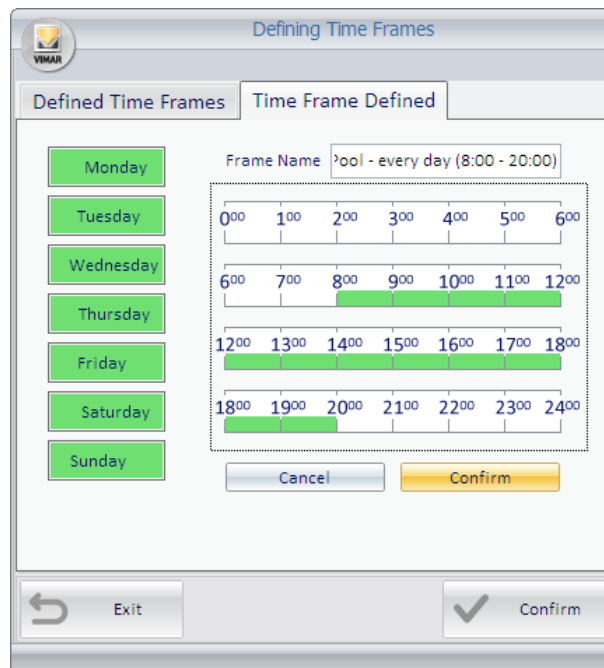 Defining Time Frames
VIMAR
Defined Time Frames
Time Frame Defined
Monday
Tuesday
Wednesday
Thursday
Friday
Saturday
Sunday
Frame Name
Pool - every day (8:00 - 20:00)
0⁰⁰ 1⁰⁰ 2⁰⁰ 3⁰⁰ 4⁰⁰ 5⁰⁰ 6⁰⁰
6⁰⁰ 7⁰⁰ 8⁰⁰ 9⁰⁰ 10⁰⁰ 11⁰⁰ 12⁰⁰
12⁰⁰ 13⁰⁰ 14⁰⁰ 15⁰⁰ 16⁰⁰ 17⁰⁰ 18⁰⁰
18⁰⁰ 19⁰⁰ 20⁰⁰ 21⁰⁰ 22⁰⁰ 23⁰⁰ 24⁰⁰
Cancel
Confirm
Exit
Confirm